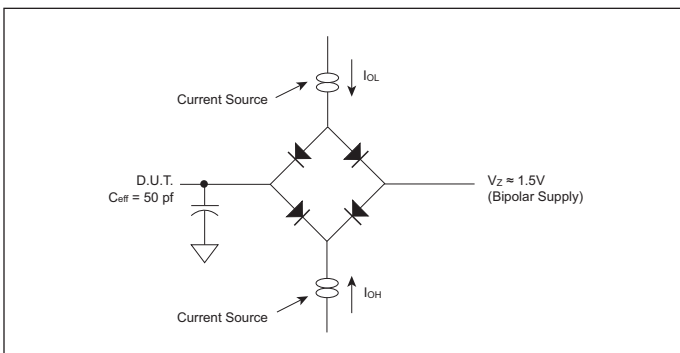 IOL
Current Source
D.U.T.
Ceff = 50 pf
VZ ≈ 1.5V
(Bipolar Supply)
IOH
Current Source